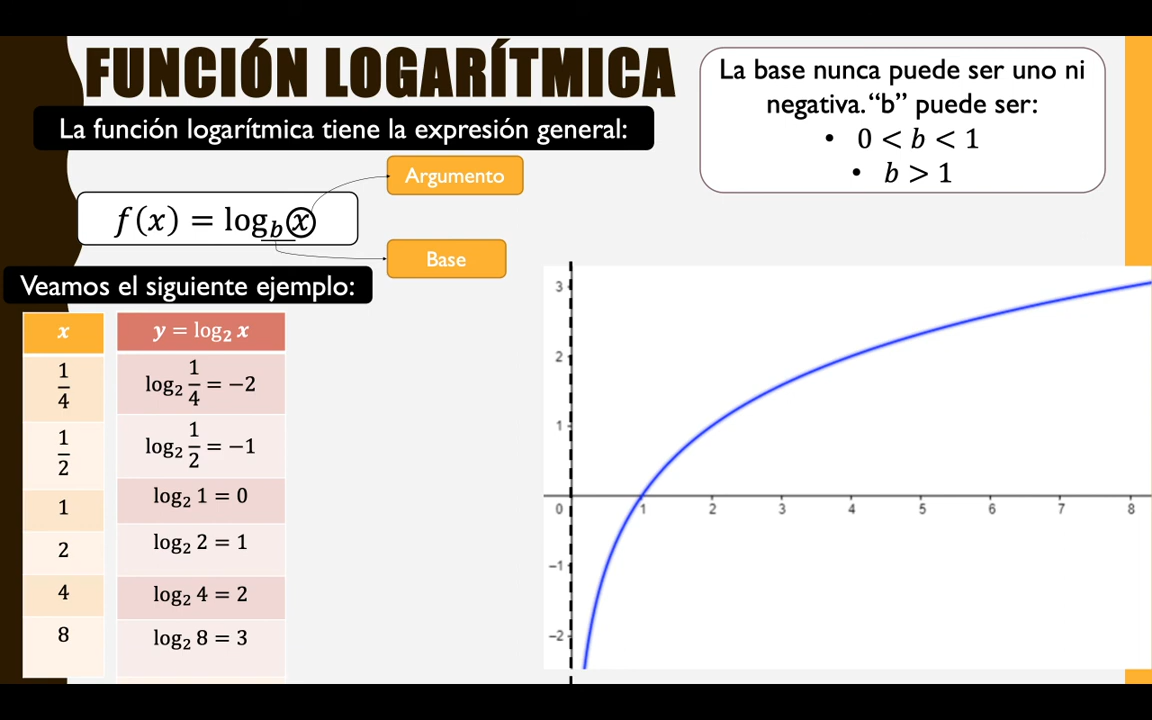 FUNCIÓN LOGARÍTMICA
La función logarítmica tiene la expresión general:
La base nunca puede ser uno ni
negativa. “b” puede ser:
• 0 < b < 1
• b > 1
Argumento
f(x) = log_b x
Base
Veamos el siguiente ejemplo:
x y = log₂ x
1/4 log₂ 1/4 = −2
1/2 log₂ 1/2 = −1
1 log₂ 1 = 0
2 log₂ 2 = 1
4 log₂ 4 = 2
8 log₂ 8 = 3
3
2
1
0 1 2 3 4 5 6 7 8
−1
−2